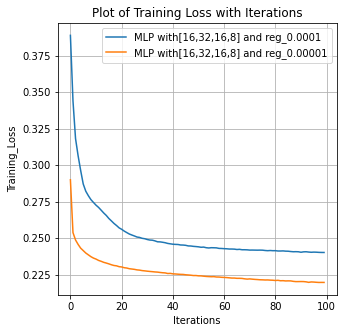 Plot of Training Loss with Iterations
MLP with[16,32,16,8] and reg_0.0001
MLP with[16,32,16,8] and reg_0.00001
0.375
0.350
0.325
0.300
0.275
0.250
0.225
Training_Loss
0 20 40 60 80 100
Iterations